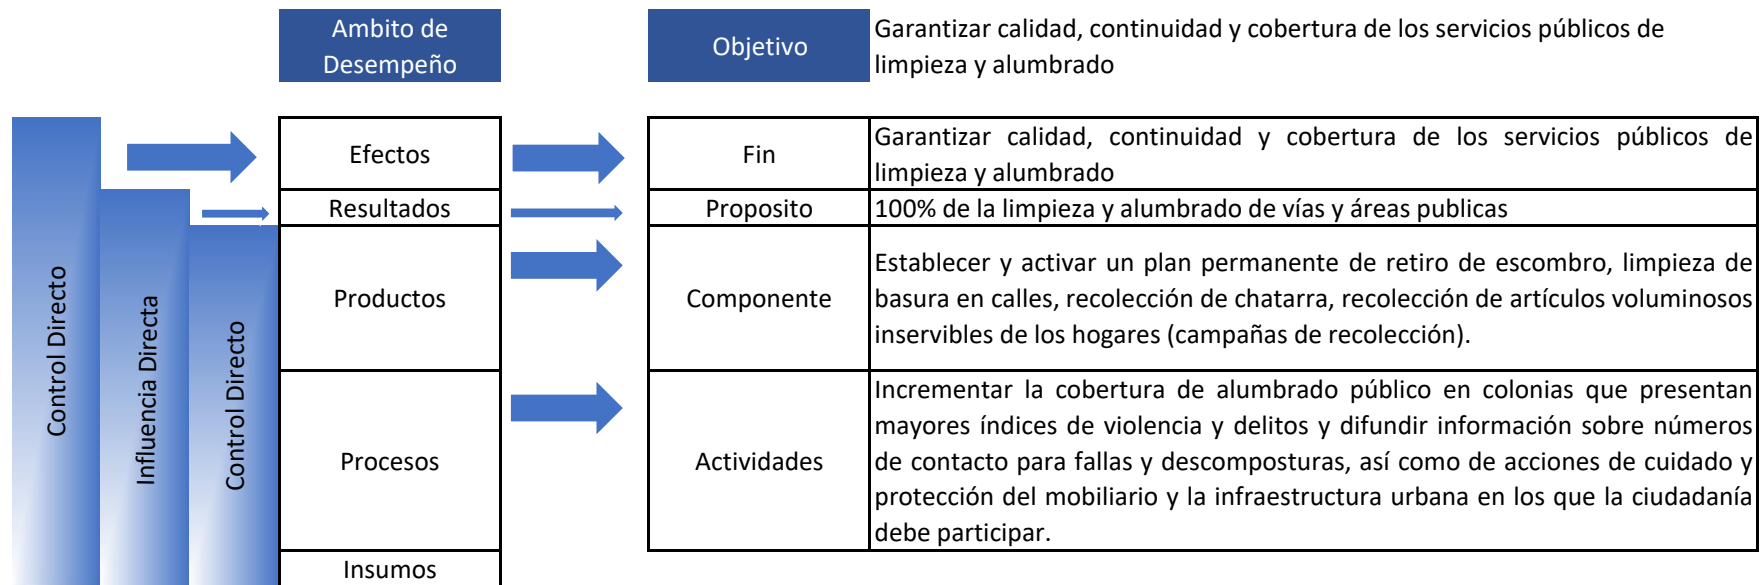 Ambito de
Desempeño
Objetivo
Garantizar calidad, continuidad y cobertura de los servicios públicos de
limpieza y alumbrado
Efectos
Fin
Garantizar calidad, continuidad y cobertura de los servicios públicos de
limpieza y alumbrado
Resultados
Proposito
100% de la limpieza y alumbrado de vías y áreas publicas
Productos
Componente
Establecer y activar un plan permanente de retiro de escombro, limpieza de
basura en calles, recolección de chatarra, recolección de artículos voluminosos
inservibles de los hogares (campañas de recolección).
Procesos
Actividades
Incrementar la cobertura de alumbrado público en colonias que presentan
mayores índices de violencia y delitos y difundir información sobre números
de contacto para fallas y descomposturas, así como de acciones de cuidado y
protección del mobiliario y la infraestructura urbana en los que la ciudadanía
debe participar.
Insumos
Control Directo
Influencia Directa
Control Directo